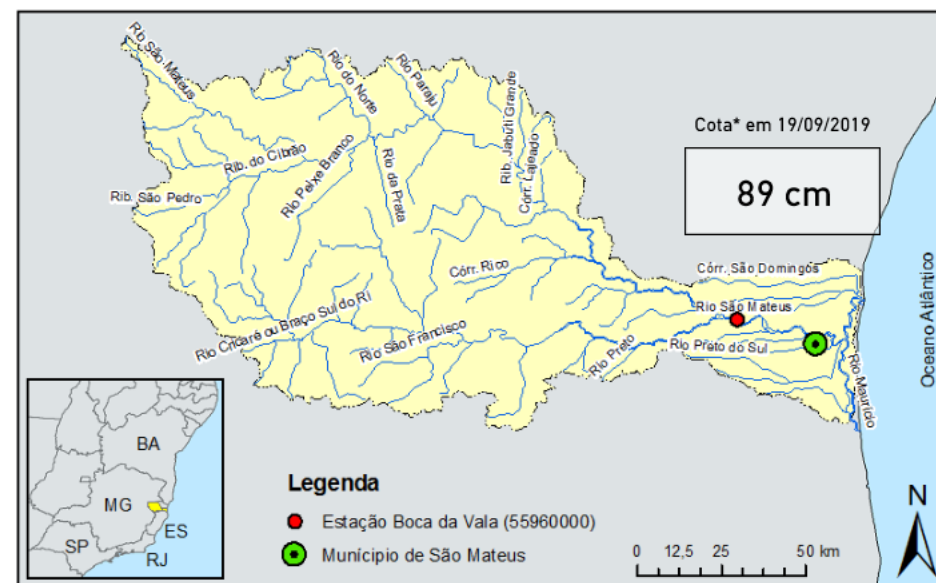 Rib. São Mateus
Rio do Norte
Rio Paraju
Rib. Jabuti Grande
Córr. Lajeado
Cota* em 19/09/2019
89 cm
Rib. do Cibrão
Rio Peixe Branco
Rio da Prata
Rib. São Pedro
Córr. Rico
Córr. São Domingos
Rio São Mateus
Rio Cricaré ou Braço Sul do Ri
Rio São Francisco
Rio Preto
Rio Preto do Sul
Rio Mauricio
Oceano Atlântico
BA
MG
ES
SP
RJ
Legenda
Estação Boca da Vala (55960000)
Munícipio de São Mateus
0 12,5 25 50 km
N